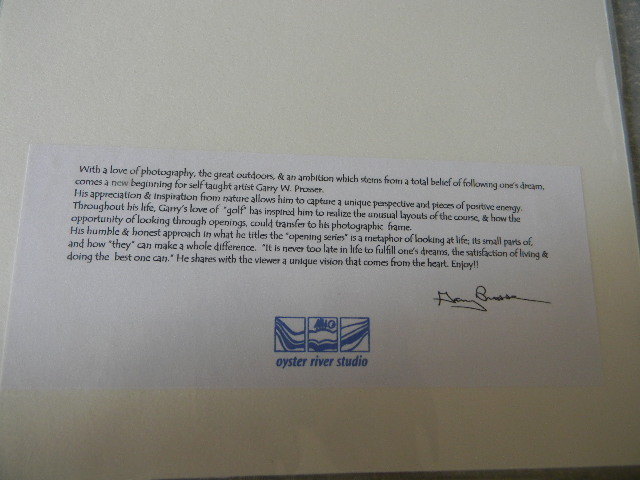 With a love of photography, the great outdoors, & an ambition which stems from a total belief of following one's dream,
comes a new beginning for self taught artist Garry W. Prosser.
His appreciation & inspiration from nature allows him to capture a unique perspective and pieces of positive energy.
Throughout his life, Garry's love of "golf" has inspired him to realize the unusual layouts of the course, & how the
opportunity of looking through openings, could transfer to his photographic frame.
His humble & honest approach in what he titles the "opening series" is a metaphor of looking at life; its small parts of,
and how "they" can make a whole difference. "It is never too late in life to fulfill one's dreams, the satisfaction of living &
doing the best one can." He shares with the viewer a unique vision that comes from the heart. Enjoy!!
Garry Prosser
oyster river studio